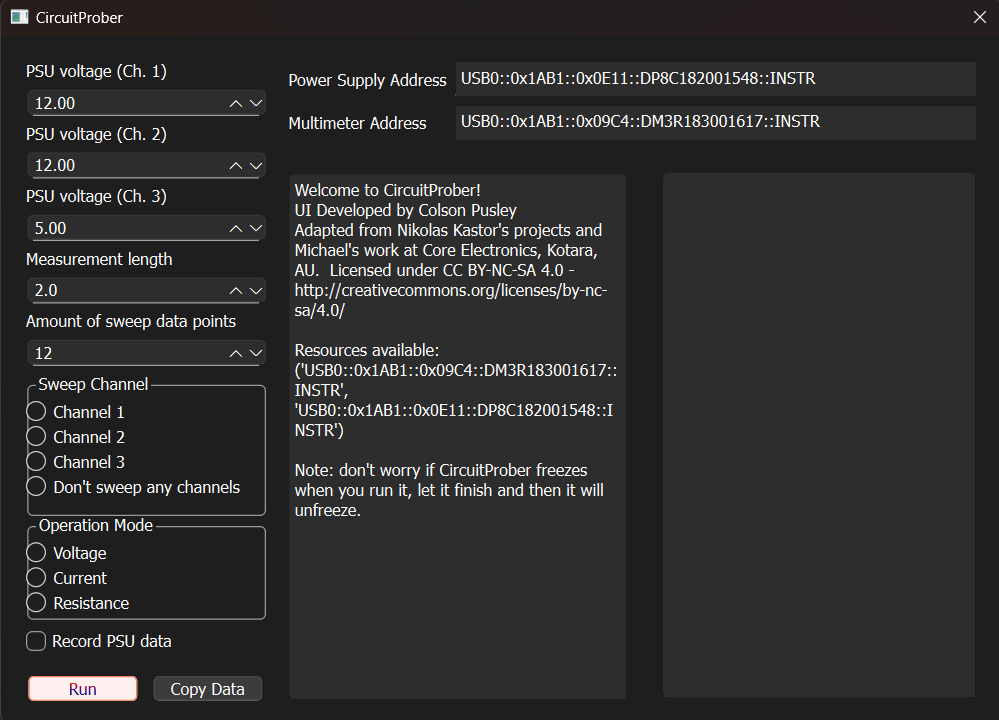 CircuitProber
PSU voltage (Ch. 1)
12.00
PSU voltage (Ch. 2)
12.00
PSU voltage (Ch. 3)
5.00
Measurement length
2.0
Amount of sweep data points
12
Sweep Channel
Channel 1
Channel 2
Channel 3
Don't sweep any channels
Operation Mode
Voltage
Current
Resistance
Record PSU data
Run
Copy Data
Power Supply Address
USB0::0x1AB1::0x0E11::DP8C182001548::INSTR
Multimeter Address
USB0::0x1AB1::0x09C4::DM3R183001617::INSTR
Welcome to CircuitProber!
UI Developed by Colson Pusley
Adapted from Nikolas Kastor's projects and
Michael's work at Core Electronics, Kotara,
AU.  Licensed under CC BY-NC-SA 4.0 -
http://creativecommons.org/licenses/by-nc-
sa/4.0/
Resources available:
('USB0::0x1AB1::0x09C4::DM3R183001617::
INSTR',
'USB0::0x1AB1::0x0E11::DP8C182001548::I
NSTR')
Note: don't worry if CircuitProber freezes
when you run it, let it finish and then it will
unfreeze.